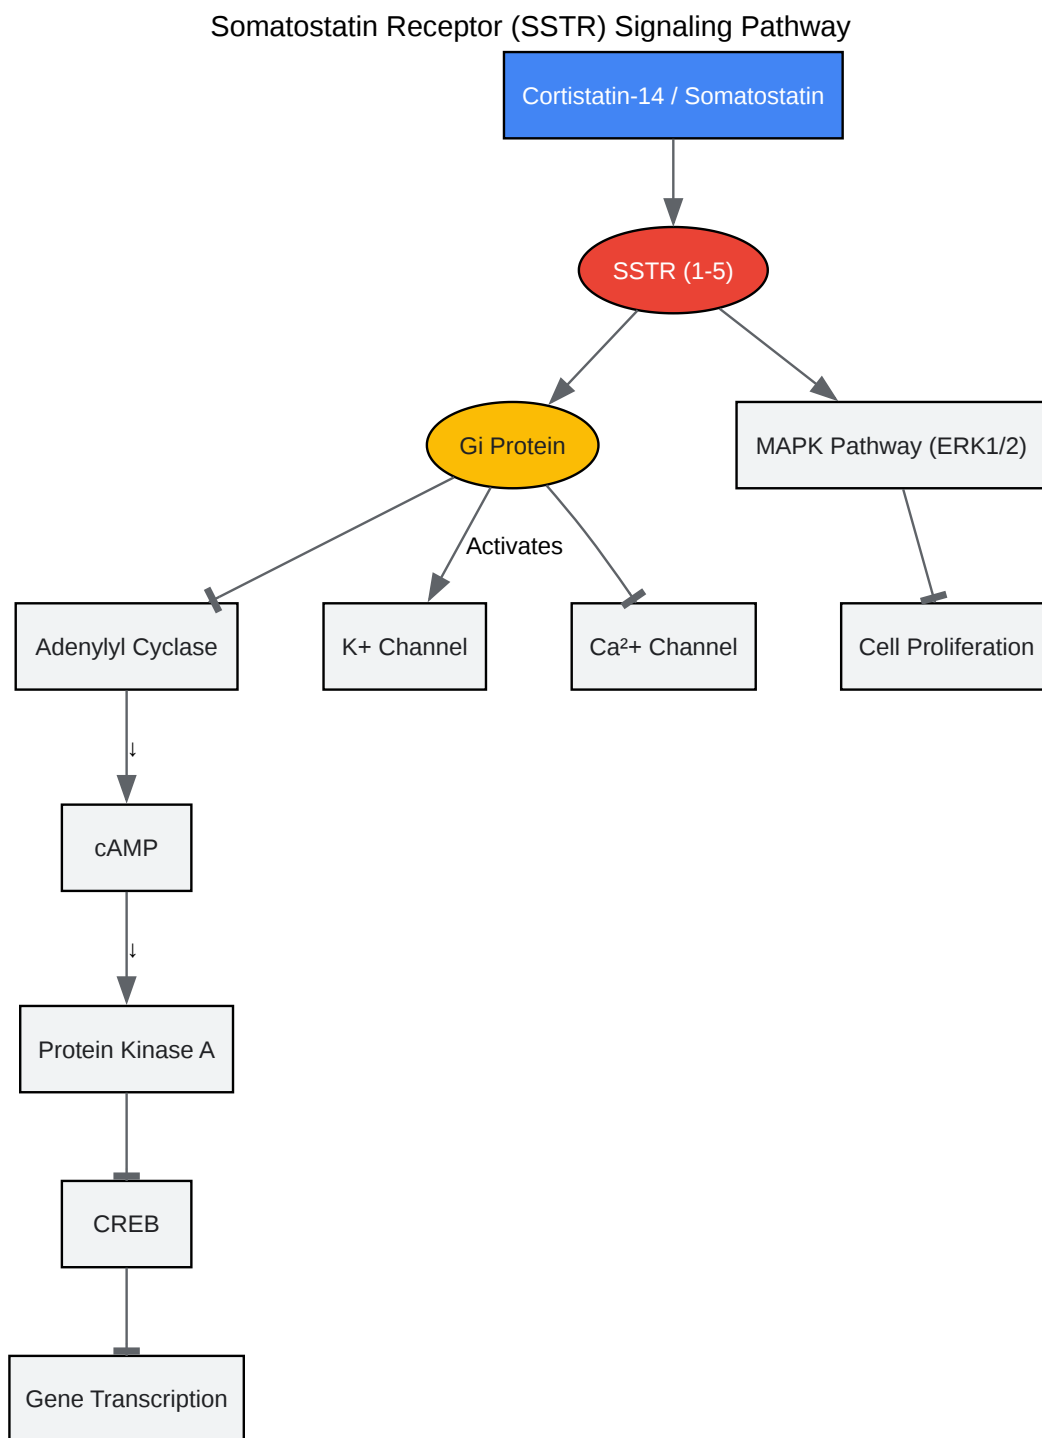 Somatostatin Receptor (SSTR) Signaling Pathway
Cortistatin-14 / Somatostatin
SSTR (1-5)
Gi Protein
MAPK Pathway (ERK1/2)
Activates
Adenylyl Cyclase
K+ Channel
Ca²+ Channel
Cell Proliferation
↓
cAMP
↓
Protein Kinase A
CREB
Gene Transcription